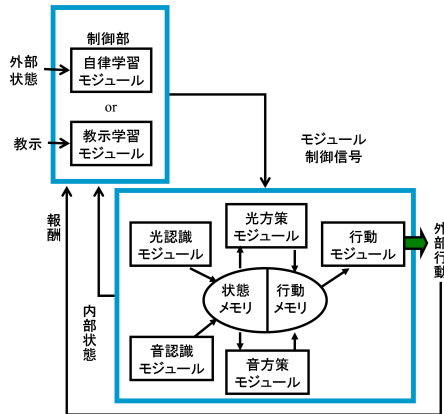 制御部
外部
状態
自律学習
モジュール
or
教示
教示学習
モジュール
モジュール
制御信号
報酬
内部状態
光認識
モジュール
光方策
モジュール
行動
モジュール
外部行動
状態
メモリ
行動
メモリ
音認識
モジュール
音方策
モジュール